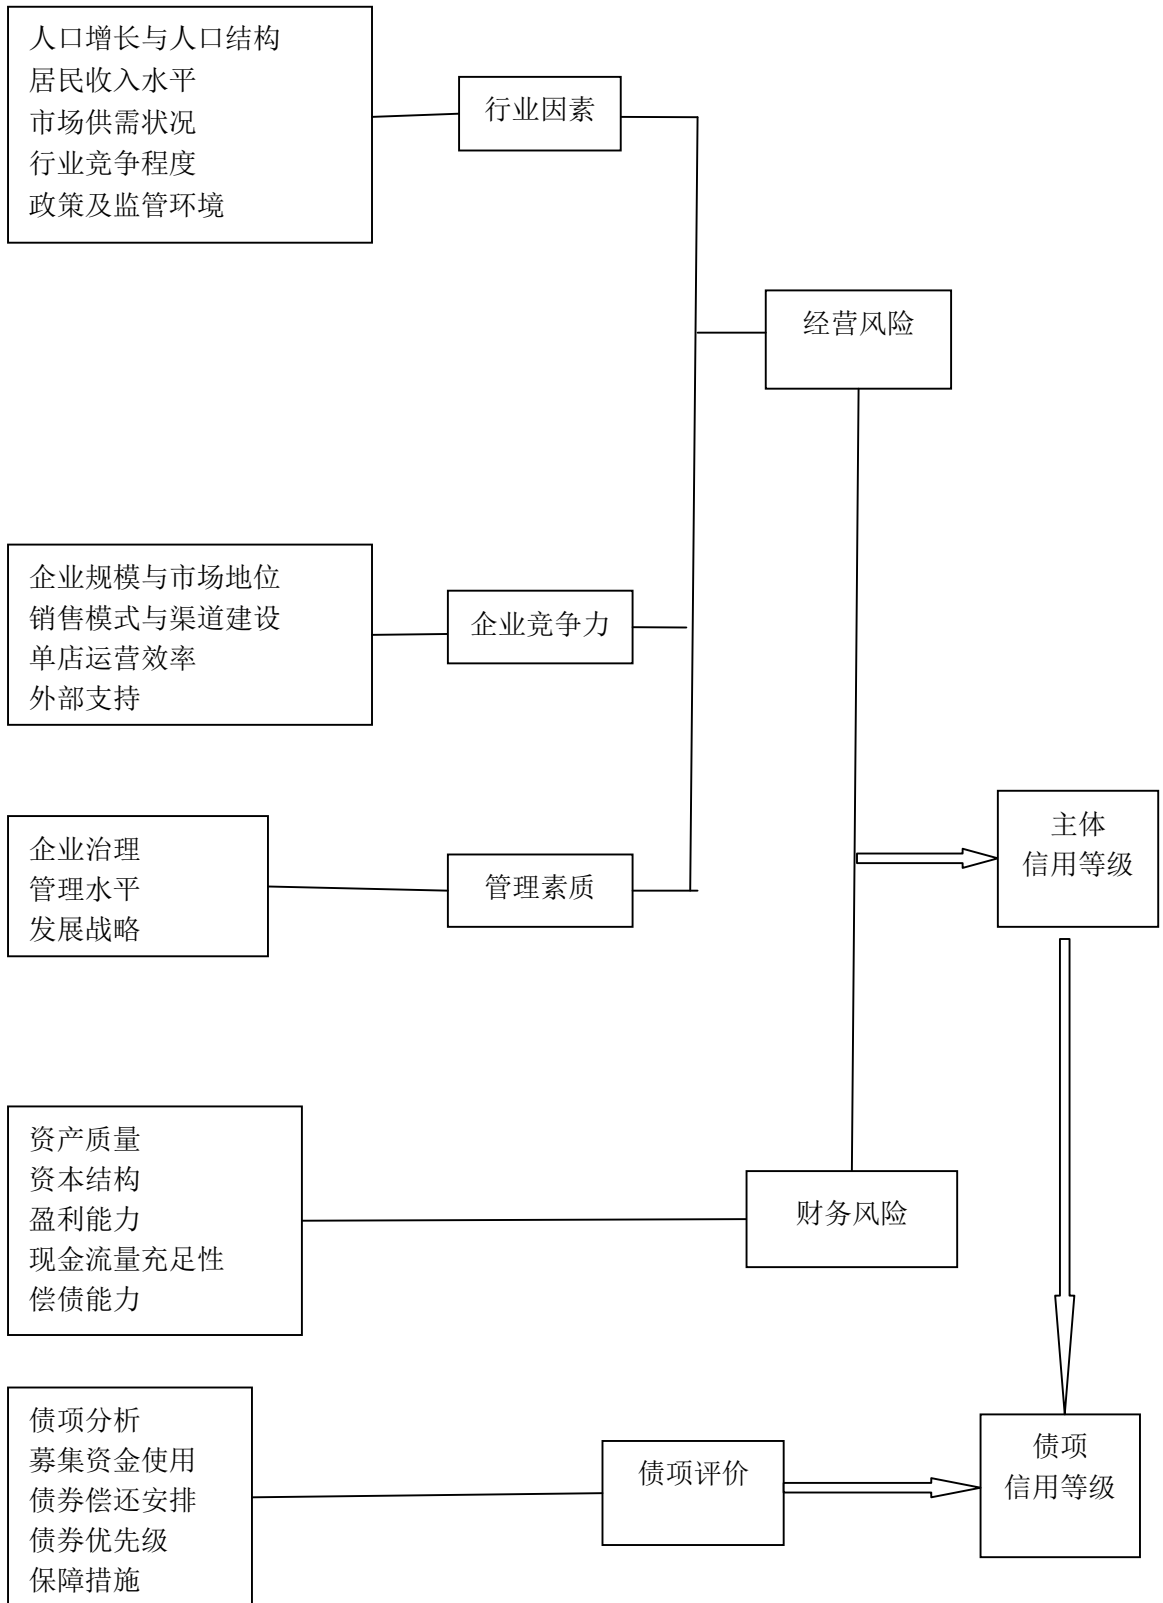 人口增长与人口结构
居民收入水平
市场供需状况
行业竞争程度
政策及监管环境
行业因素
经营风险
企业规模与市场地位
销售模式与渠道建设
单店运营效率
外部支持
企业竞争力
企业治理
管理水平
发展战略
管理素质
主体
信用等级
资产质量
资本结构
盈利能力
现金流量充足性
偿债能力
财务风险
债项分析
募集资金使用
债券偿还安排
债券优先级
保障措施
债项评价
债项
信用等级